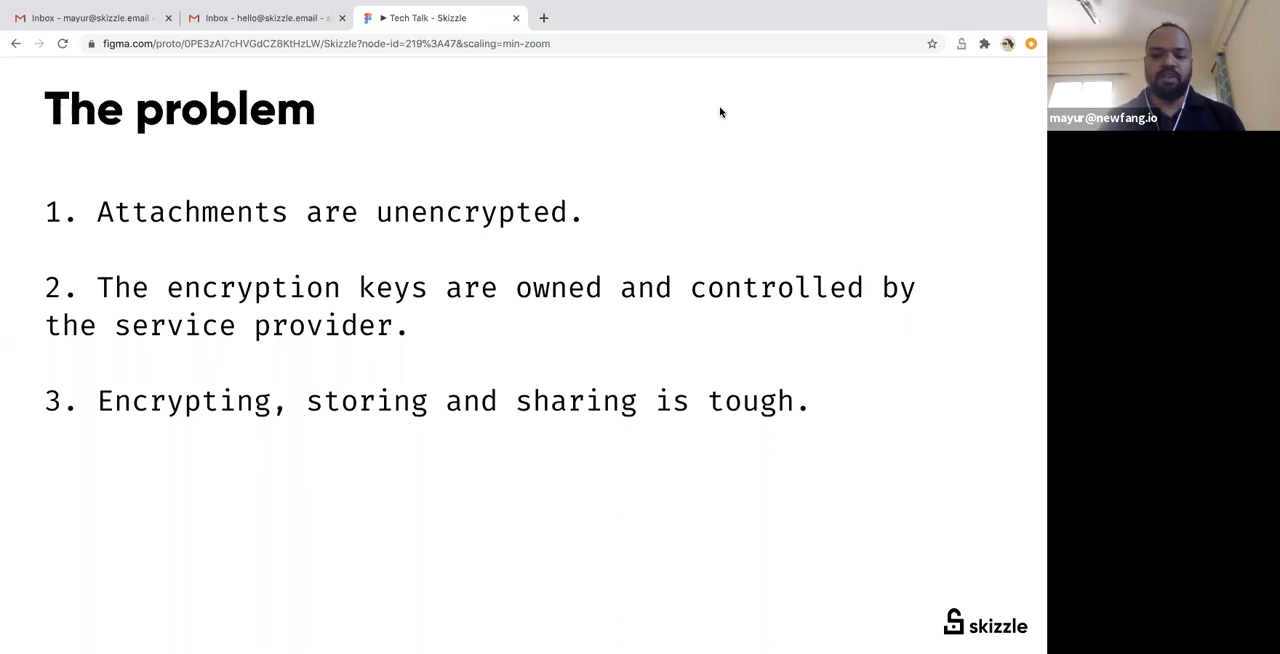 Inbox - mayur@skizzle.email -
Inbox - hello@skizzle.email -
Tech Talk - Skizzle
figma.com/proto/0PE3zAI7cHVGdCZ8KtHzLW/Skizzle?node-id=219%3A47&scaling=min-zoom
mayur@newfang.io
The problem
1. Attachments are unencrypted.
2. The encryption keys are owned and controlled by
the service provider.
3. Encrypting, storing and sharing is tough.
skizzle